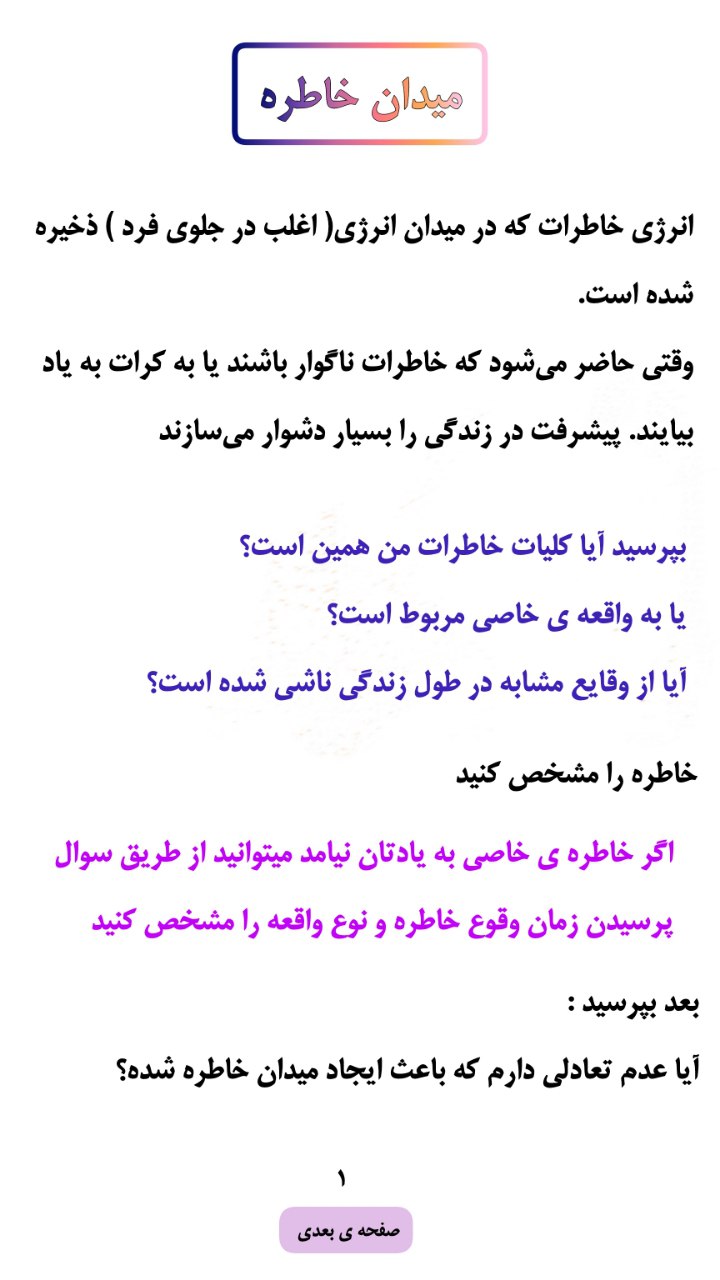 میدان خاطره
انرژی خاطرات که در میدان انرژی( اغلب در جلوی فرد ) ذخیره
شده است.
وقتی حاضر می‌شود که خاطرات ناگوار باشند یا به کرات به یاد
بیایند. پیشرفت در زندگی را بسیار دشوار می‌سازند
بپرسید آیا کلیات خاطرات من همین است؟
یا به واقعه ی خاصی مربوط است؟
آیا از وقایع مشابه در طول زندگی ناشی شده است؟
خاطره را مشخص کنید
اگر خاطره ی خاصی به یادتان نیامد میتوانید از طریق سوال
پرسیدن زمان وقوع خاطره و نوع واقعه را مشخص کنید
بعد بپرسید :
آیا عدم تعادلی دارم که باعث ایجاد میدان خاطره شده؟
۱
صفحه ی بعدی